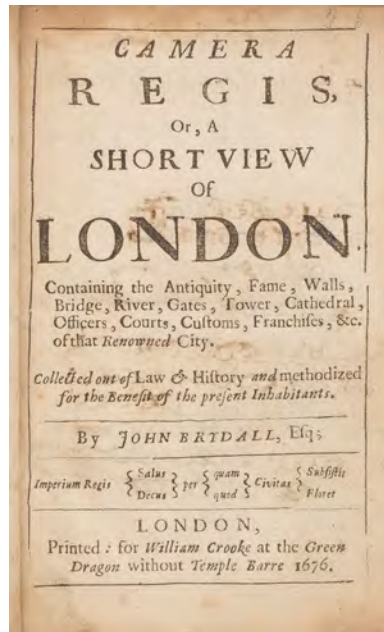 CAMERA
REGIS,
Or, A
SHORT VIEW
Of
LONDON.
Containing the Antiquity, Fame, Walls,
Bridge, River, Gates, Tower, Cathedral,
Officers, Courts, Cuſtoms, Franchiſes, &c.
of that Renowned City.
Collected out of Law & Hiſtory and methodized
for the Benefit of the preſent Inhabitants.
By JOHN BRYDALL, Eſq;
Imperium Regis { Salus } per { quam } Civitas { Subſiſtit
{ Decus } { quod } { Floret
LONDON,
Printed: for William Crooke at the Green
Dragon without Temple Barre 1676.